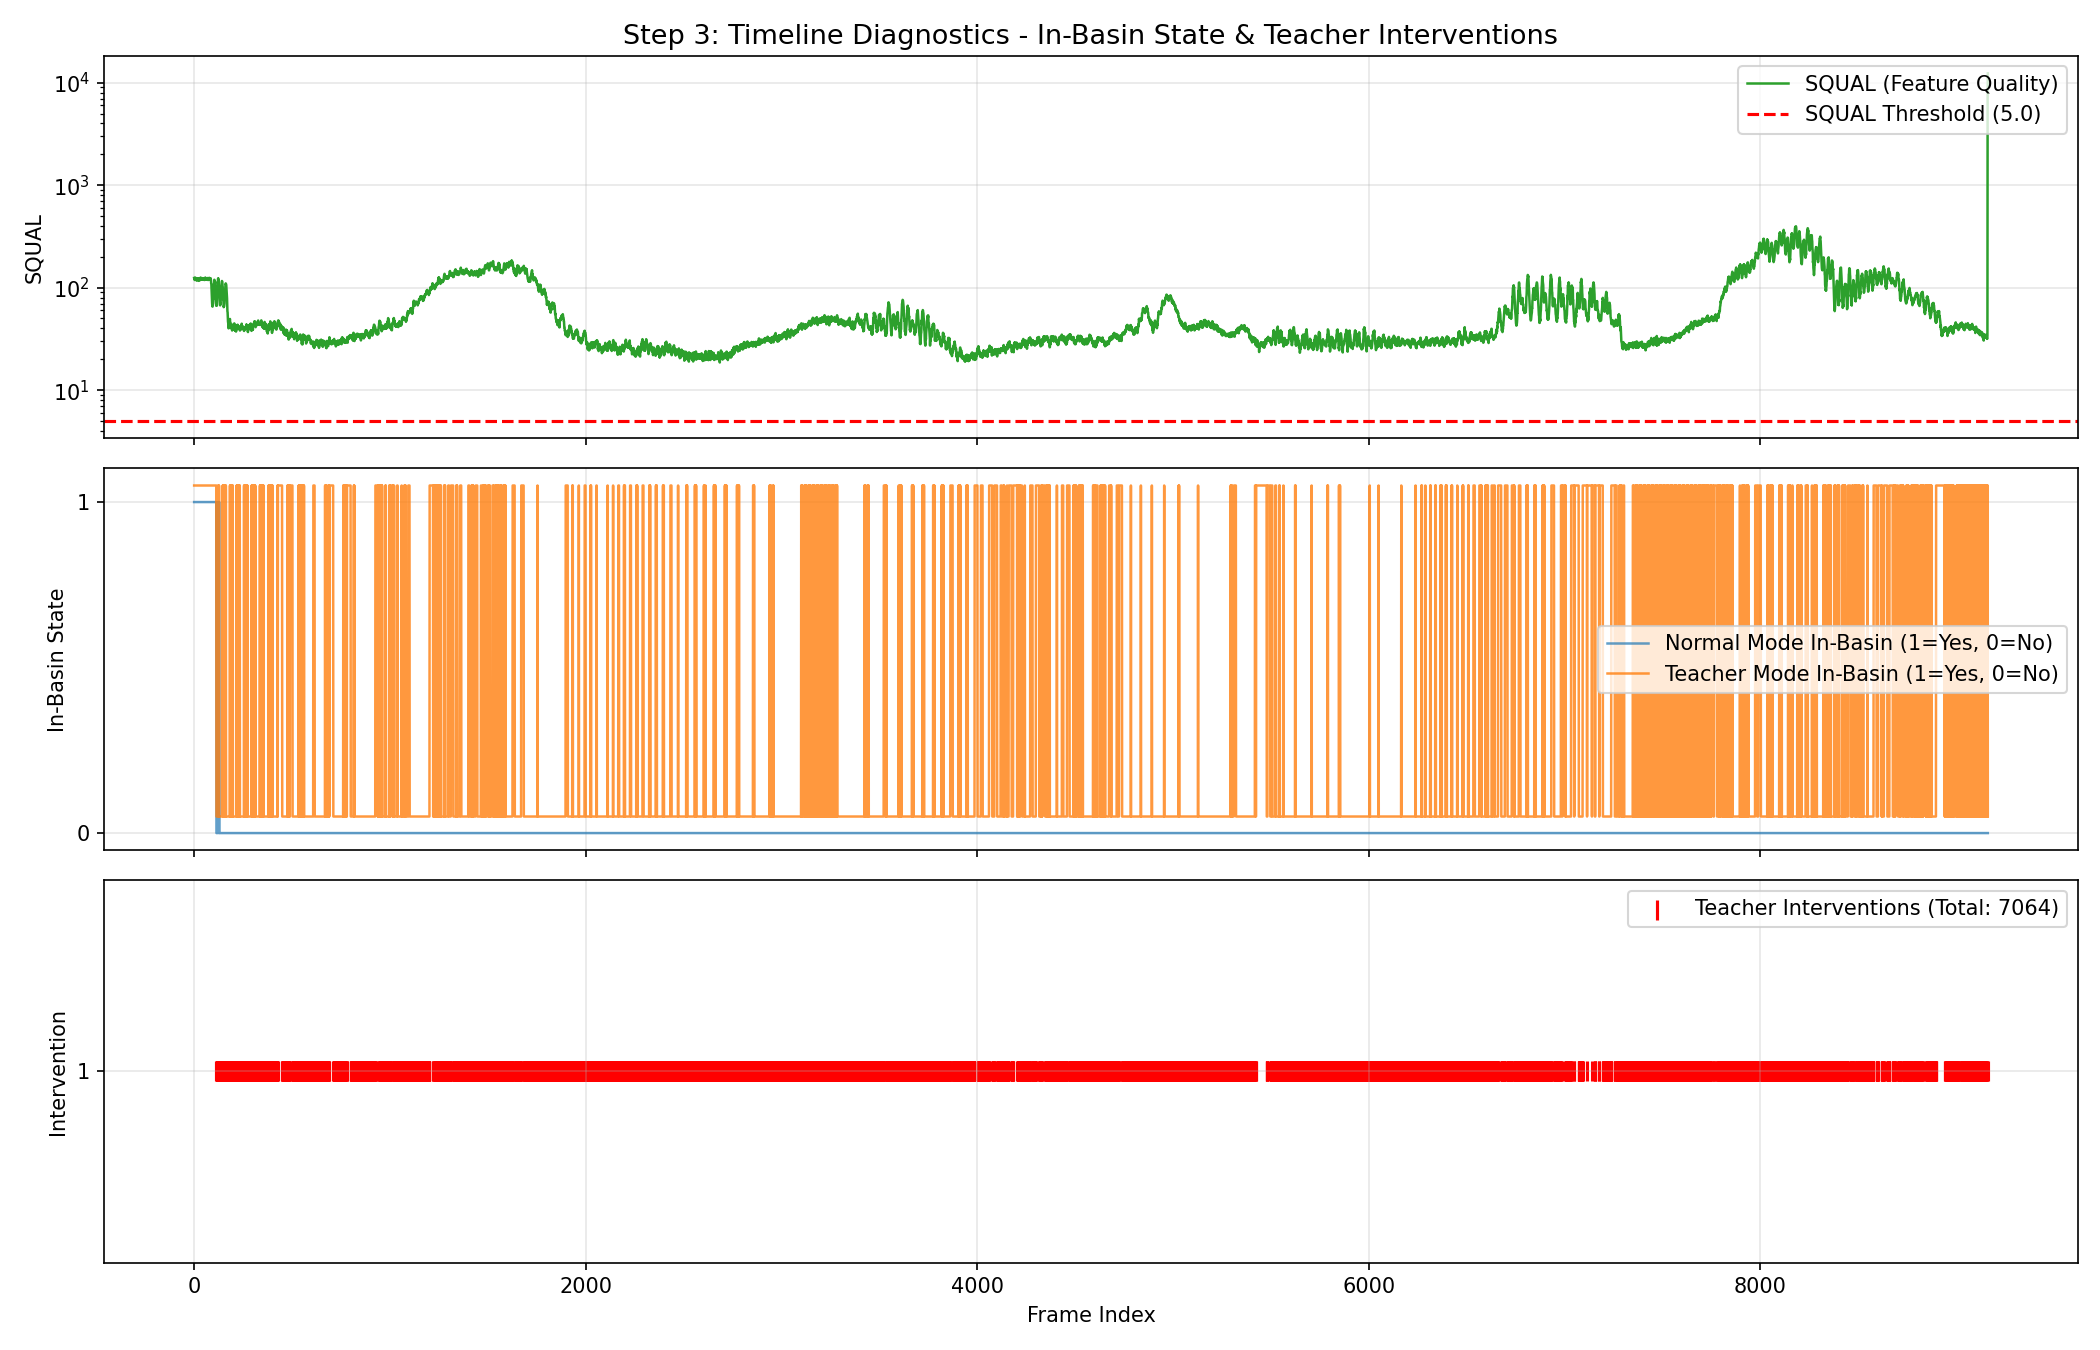 Step 3: Timeline Diagnostics - In-Basin State & Teacher Interventions
10⁴
10³
10²
10¹
SQUAL
SQUAL (Feature Quality)
SQUAL Threshold (5.0)
1
0
In-Basin State
Normal Mode In-Basin (1=Yes, 0=No)
Teacher Mode In-Basin (1=Yes, 0=No)
Teacher Interventions (Total: 7064)
1
Intervention
0 2000 4000 6000 8000
Frame Index